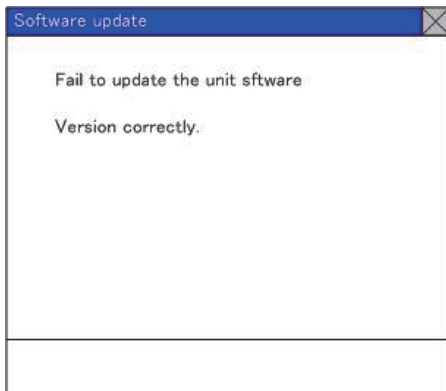 Software update
Fail to update the unit sftware
Version correctly.